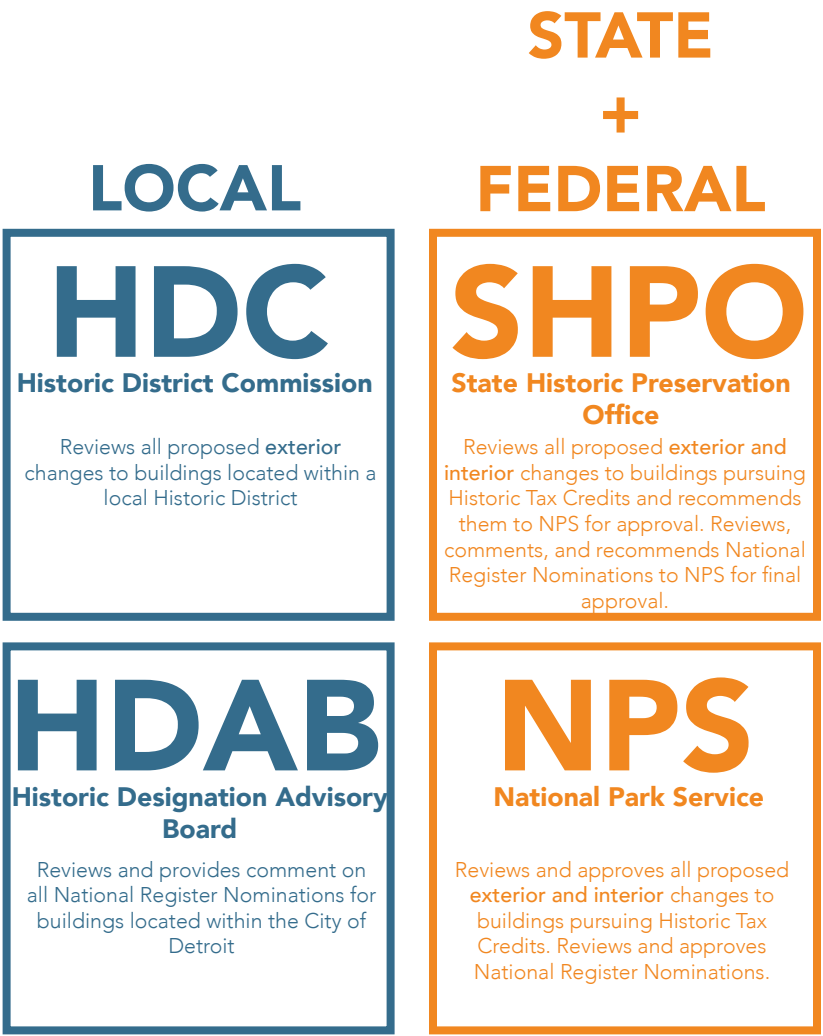 LOCAL
HDC
Historic District Commission
Reviews all proposed exterior
changes to buildings located within a
local Historic District
HDAB
Historic Designation Advisory
Board
Reviews and provides comment on
all National Register Nominations for
buildings located within the City of
Detroit
STATE
+
FEDERAL
SHPO
State Historic Preservation
Office
Reviews all proposed exterior and
interior changes to buildings pursuing
Historic Tax Credits and recommends
them to NPS for approval. Reviews,
comments, and recommends National
Register Nominations to NPS for final
approval.
NPS
National Park Service
Reviews and approves all proposed
exterior and interior changes to
buildings pursuing Historic Tax
Credits. Reviews and approves
National Register Nominations.